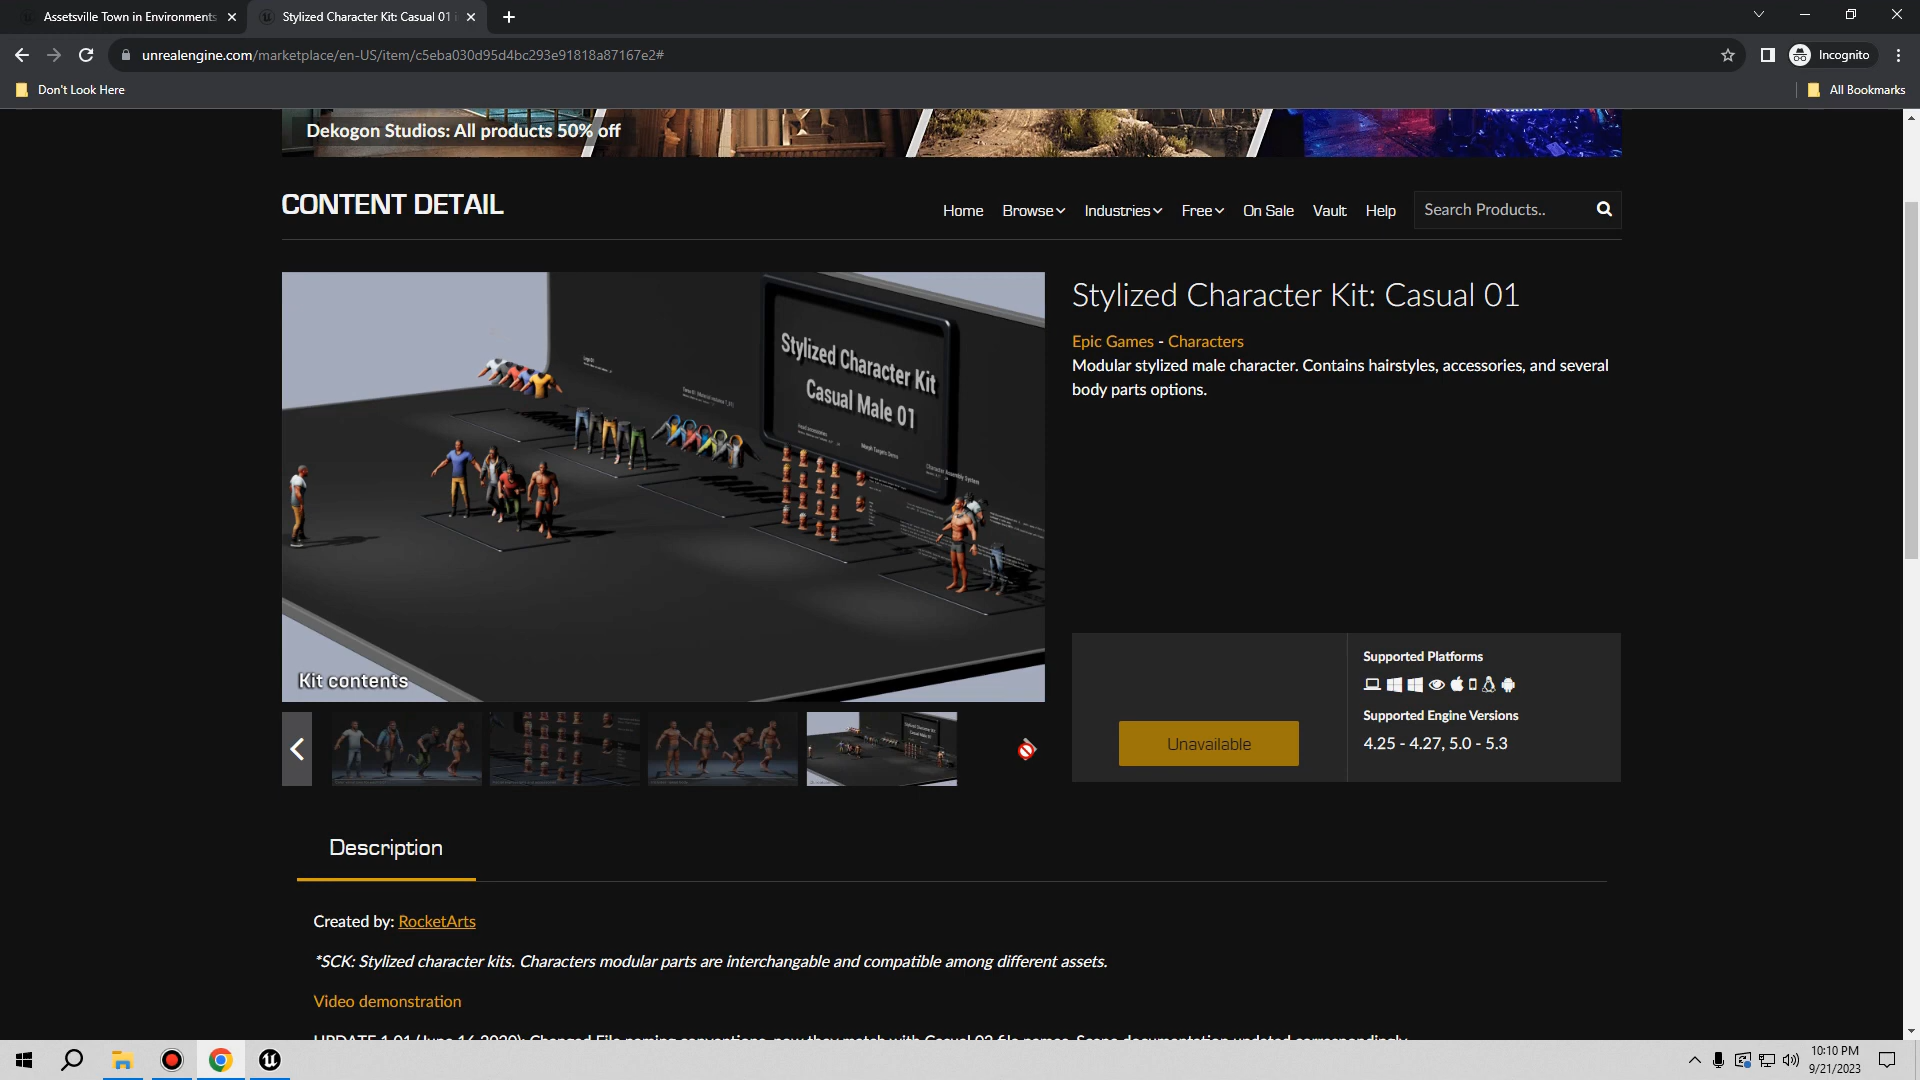 Assetsville Town in Environments
Stylized Character Kit: Casual 01 i
unrealengine.com/marketplace/en-US/item/c5eba030d95d4bc293e91818a87167e2#
Incognito
Don't Look Here
All Bookmarks
Dekogon Studios: All products 50% off
CONTENT DETAIL
Home
Browse
Industries
Free
On Sale
Vault
Help
Search Products..
Stylized Character Kit
Casual Male 01
Kit contents
Stylized Character Kit: Casual 01
Epic Games - Characters
Modular stylized male character. Contains hairstyles, accessories, and several
body parts options.
Unavailable
Supported Platforms
Supported Engine Versions
4.25 - 4.27, 5.0 - 5.3
Description
Created by: RocketArts
*SCK: Stylized character kits. Characters modular parts are interchangable and compatible among different assets.
Video demonstration
UPDATE 1.01 (June 16 2020): Changed File naming conventions, now they match with Casual 02 file names. Scene documentation updated correspondingly.
10:10 PM
9/21/2023